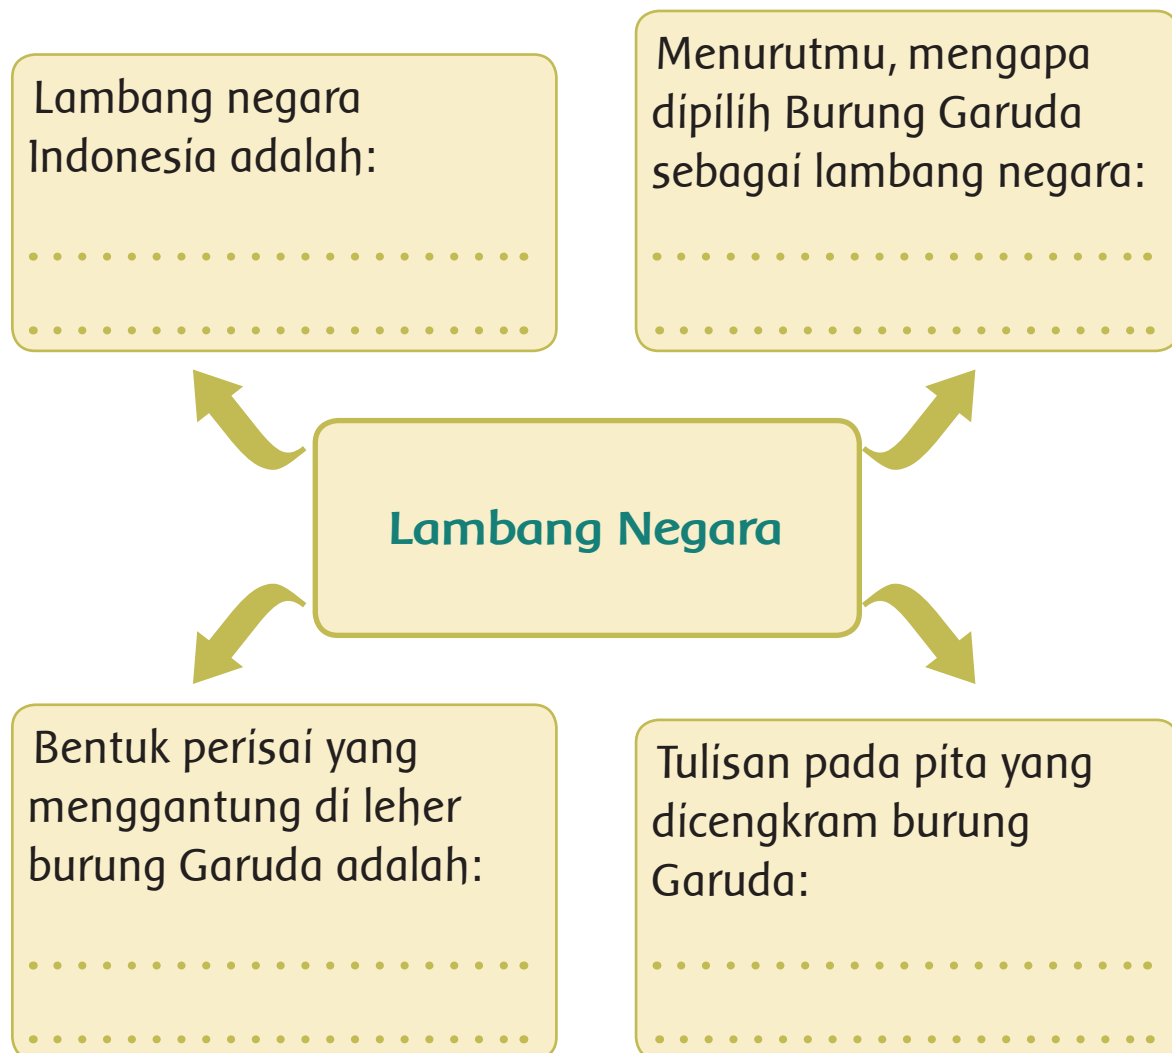 Lambang negara
Indonesia adalah:
Menurutmu, mengapa
dipilih Burung Garuda
sebagai lambang negara:
Lambang Negara
Bentuk perisai yang
menggantung di leher
burung Garuda adalah:
Tulisan pada pita yang
dicengkram burung
Garuda: